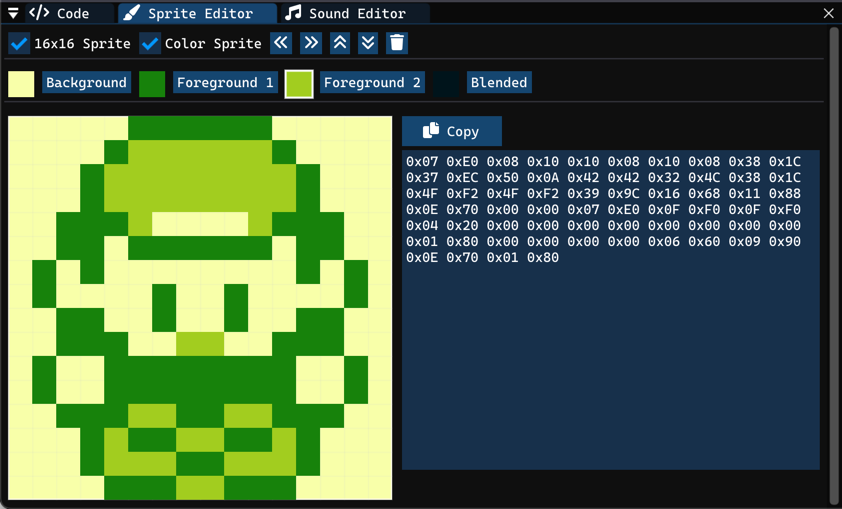 </> Code Sprite Editor Sound Editor
16x16 Sprite Color Sprite
Background Foreground 1 Foreground 2 Blended
Copy
0x07 0xE0 0x08 0x10 0x10 0x08 0x10 0x08 0x38 0x1C
0x37 0xEC 0x50 0x0A 0x42 0x42 0x32 0x4C 0x38 0x1C
0x4F 0xF2 0x4F 0xF2 0x39 0x9C 0x16 0x68 0x11 0x88
0x0E 0x70 0x00 0x00 0x07 0xE0 0x0F 0xF0 0x0F 0xF0
0x04 0x20 0x00 0x00 0x00 0x00 0x00 0x00 0x00 0x00
0x01 0x80 0x00 0x00 0x00 0x00 0x06 0x60 0x09 0x90
0x0E 0x70 0x01 0x80